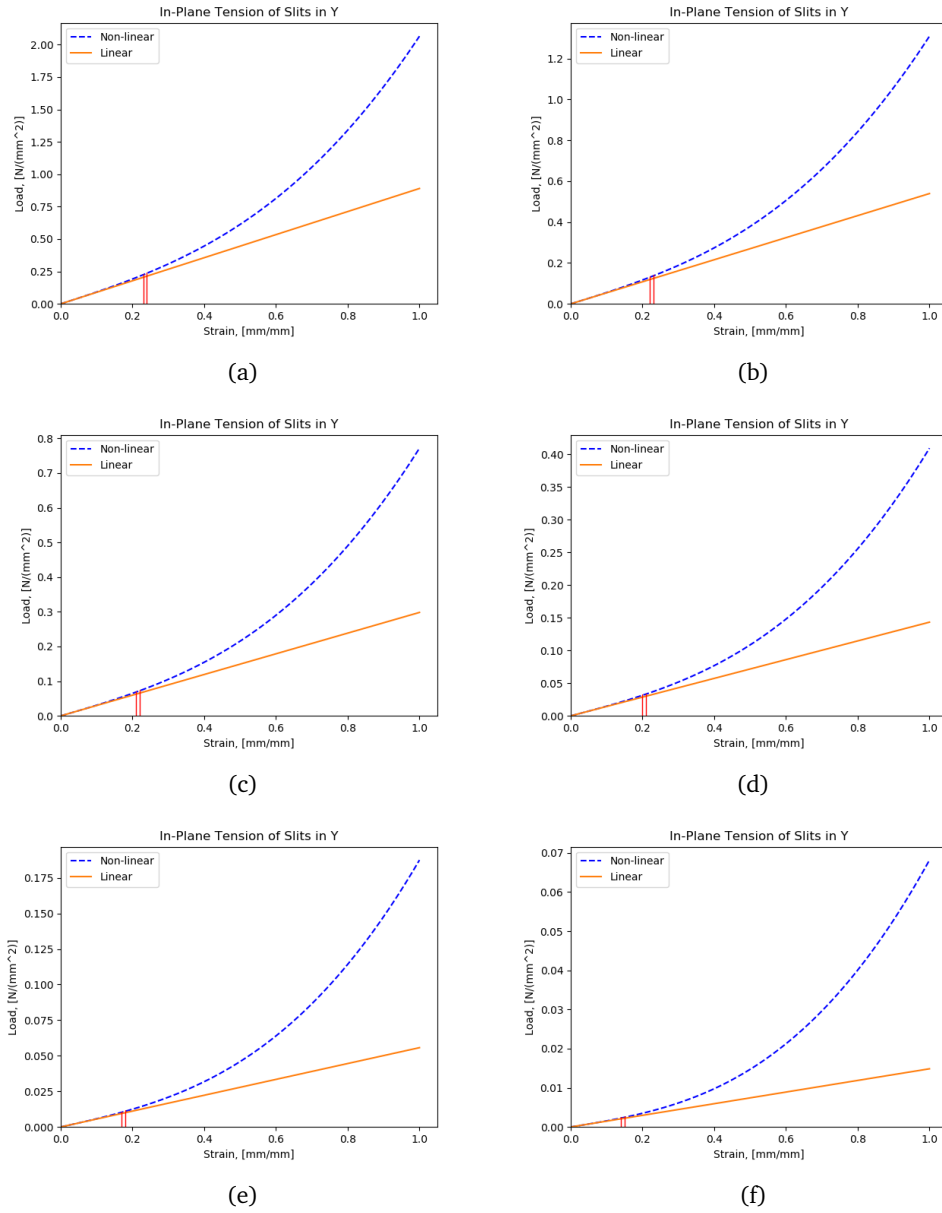 In-Plane Tension of Slits in Y
Non-linear
Linear
Load, [N/(mm^2)]
2.00
1.75
1.50
1.25
1.00
0.75
0.50
0.25
0.00
0.0 0.2 0.4 0.6 0.8 1.0
Strain, [mm/mm]
(a)
In-Plane Tension of Slits in Y
Non-linear
Linear
Load, [N/(mm^2)]
1.2
1.0
0.8
0.6
0.4
0.2
0.0
0.0 0.2 0.4 0.6 0.8 1.0
Strain, [mm/mm]
(b)
In-Plane Tension of Slits in Y
Non-linear
Linear
Load, [N/(mm^2)]
0.8
0.7
0.6
0.5
0.4
0.3
0.2
0.1
0.0
0.0 0.2 0.4 0.6 0.8 1.0
Strain, [mm/mm]
(c)
In-Plane Tension of Slits in Y
Non-linear
Linear
Load, [N/(mm^2)]
0.40
0.35
0.30
0.25
0.20
0.15
0.10
0.05
0.00
0.0 0.2 0.4 0.6 0.8 1.0
Strain, [mm/mm]
(d)
In-Plane Tension of Slits in Y
Non-linear
Linear
Load, [N/(mm^2)]
0.175
0.150
0.125
0.100
0.075
0.050
0.025
0.000
0.0 0.2 0.4 0.6 0.8 1.0
Strain, [mm/mm]
(e)
In-Plane Tension of Slits in Y
Non-linear
Linear
Load, [N/(mm^2)]
0.07
0.06
0.05
0.04
0.03
0.02
0.01
0.00
0.0 0.2 0.4 0.6 0.8 1.0
Strain, [mm/mm]
(f)